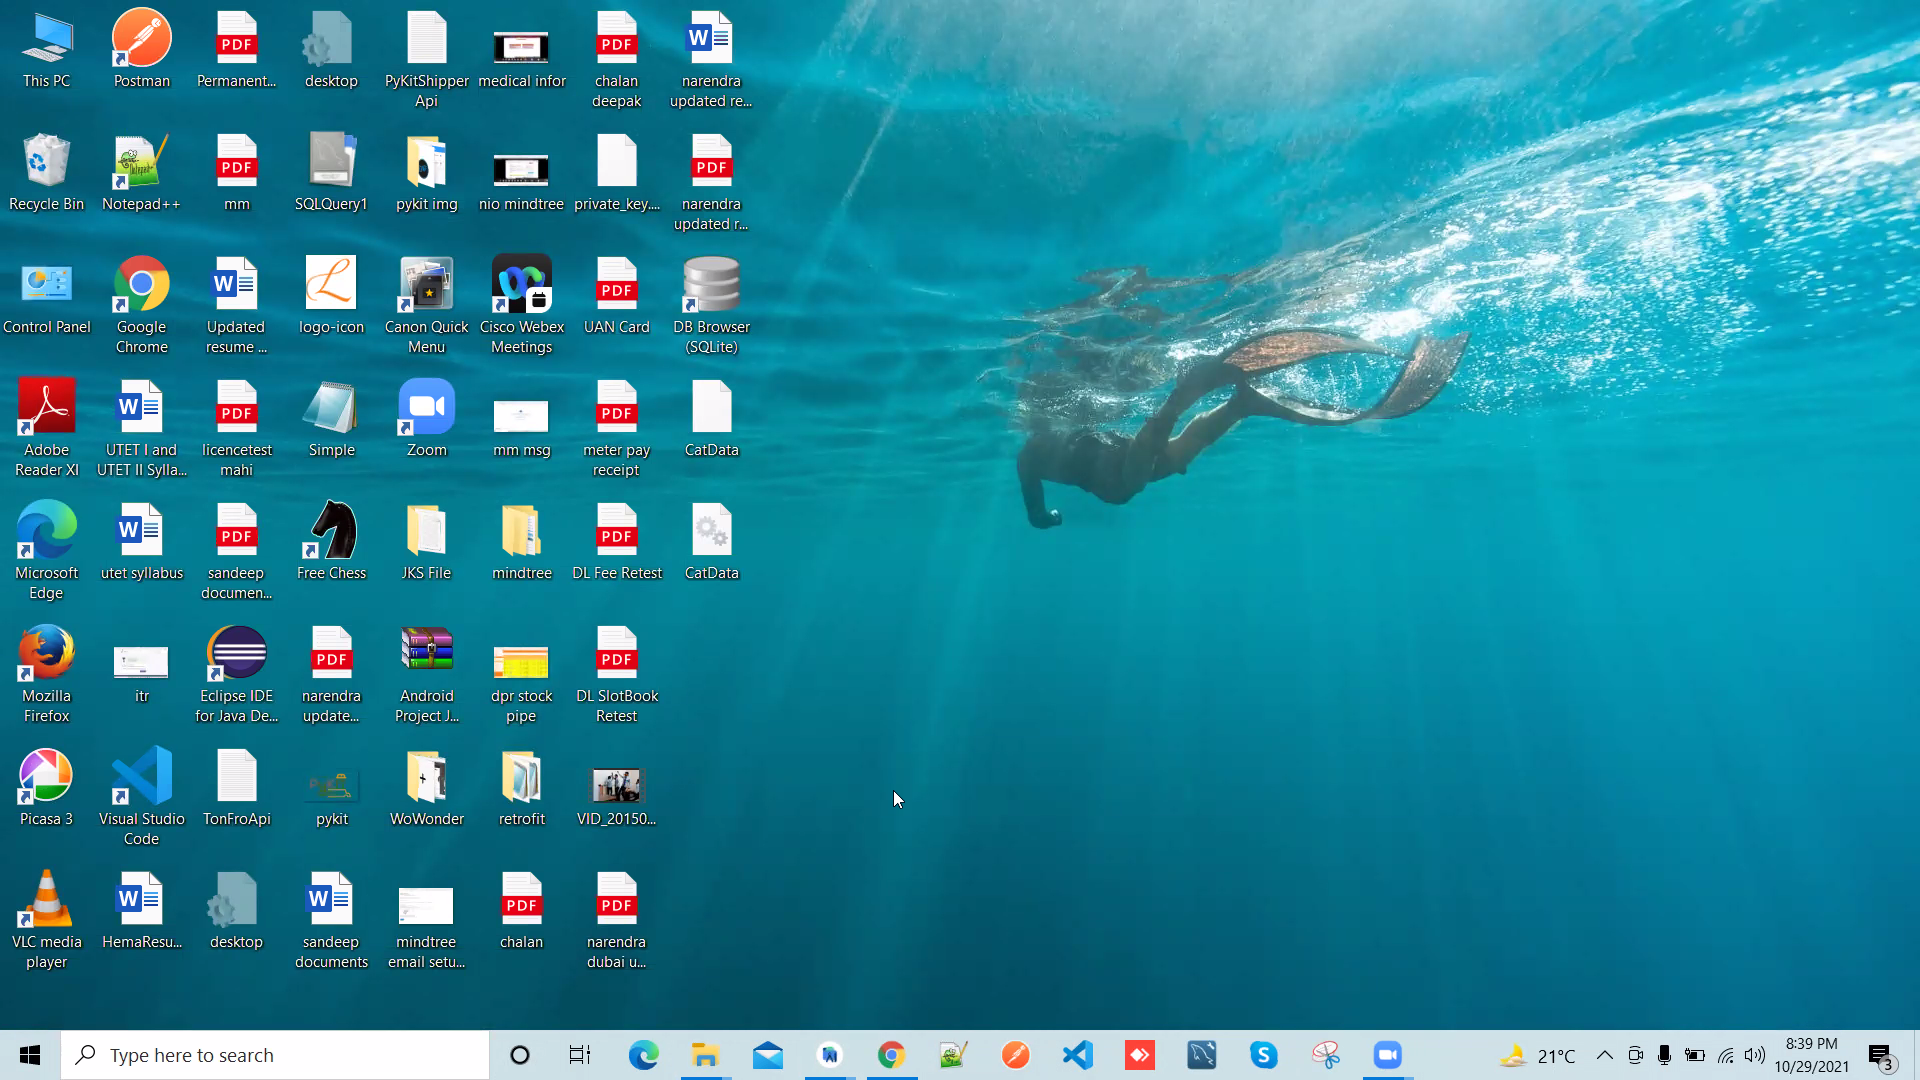 This PC
Postman
Permanent...
desktop
PyKitShipper
Api
medical infor
chalan
deepak
narendra
updated re...
Recycle Bin
Notepad++
mm
SQLQuery1
pykit img
nio mindtree
private_key....
narendra
updated r...
Control Panel
Google
Chrome
Updated
resume ...
logo-icon
Canon Quick
Menu
Cisco Webex
Meetings
UAN Card
DB Browser
(SQLite)
Adobe
Reader XI
UTET I and
UTET II Sylla...
licencetest
mahi
Simple
Zoom
mm msg
meter pay
receipt
CatData
Microsoft
Edge
utet syllabus
sandeep
documen...
Free Chess
JKS File
mindtree
DL Fee Retest
CatData
Mozilla
Firefox
itr
Eclipse IDE
for Java De...
narendra
update...
Android
Project J...
dpr stock
pipe
DL SlotBook
Retest
Picasa 3
Visual Studio
Code
TonFroApi
pykit
WoWonder
retrofit
VID_20150...
VLC media
player
HemaResu...
desktop
sandeep
documents
mindtree
email setu...
chalan
narendra
dubai u...
Type here to search
21°C
8:39 PM
10/29/2021
3